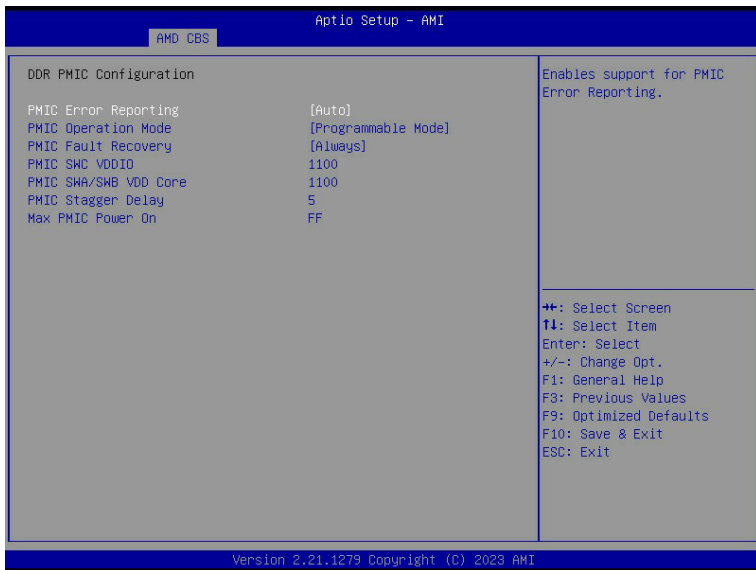 Aptio Setup – AMI
AMD CBS
DDR PMIC Configuration
PMIC Error Reporting [Auto]
PMIC Operation Mode [Programmable Mode]
PMIC Fault Recovery [Always]
PMIC SWC VDDIO 1100
PMIC SWA/SWB VDD Core 1100
PMIC Stagger Delay 5
Max PMIC Power On FF
Enables support for PMIC
Error Reporting.
→←: Select Screen
↑↓: Select Item
Enter: Select
+/-: Change Opt.
F1: General Help
F3: Previous Values
F9: Optimized Defaults
F10: Save & Exit
ESC: Exit
Version 2.21.1279 Copyright (C) 2023 AMI